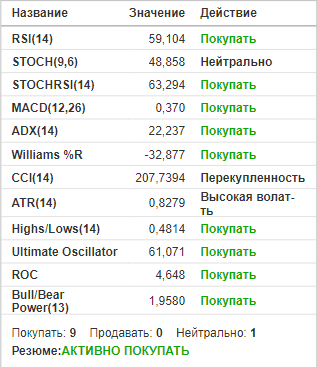 Название Значение Действие
RSI(14) 59,104 Покупать
STOCH(9,6) 48,858 Нейтрально
STOCHRSI(14) 63,294 Покупать
MACD(12,26) 0,370 Покупать
ADX(14) 22,237 Покупать
Williams %R -32,877 Покупать
CCI(14) 207,7394 Перекупленность
ATR(14) 0,8279 Высокая волат-
ть
Highs/Lows(14) 0,4814 Покупать
Ultimate Oscillator 61,071 Покупать
ROC 4,648 Покупать
Bull/Bear
Power(13) 1,9580 Покупать
Покупать: 9 Продавать: 0 Нейтрально: 1
Резюме:АКТИВНО ПОКУПАТЬ